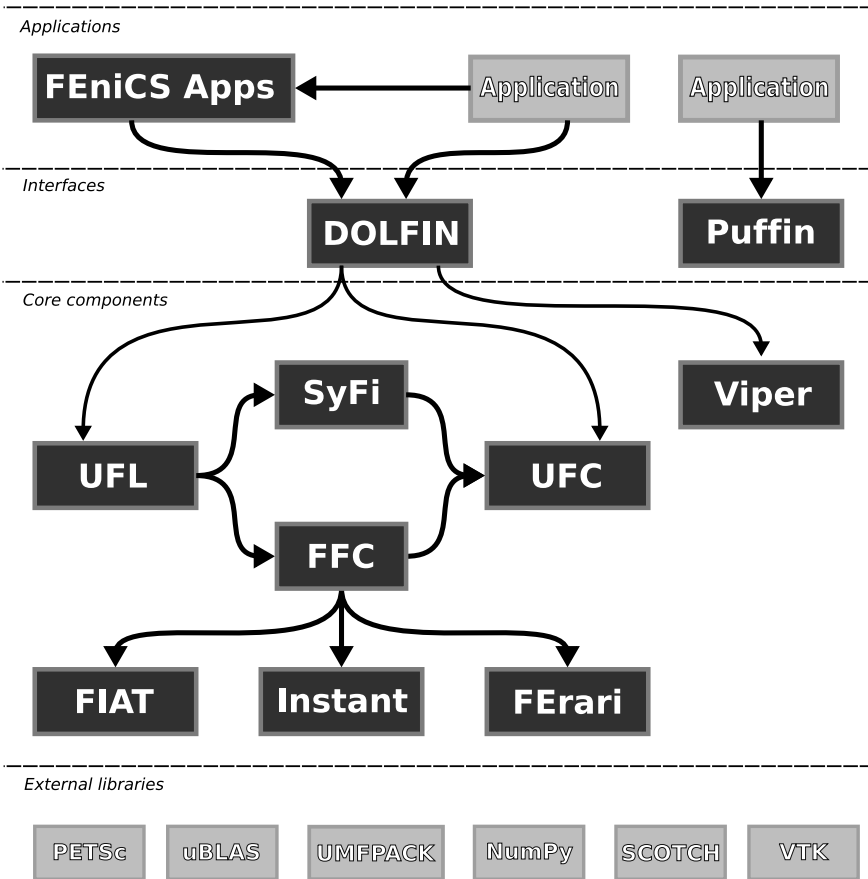 Applications
FEniCS Apps
Application
Application
Interfaces
DOLFIN
Puffin
Core components
SyFi
Viper
UFL
UFC
FFC
FIAT
Instant
FErari
External libraries
PETSc
uBLAS
UMFPACK
NumPy
SCOTCH
VTK